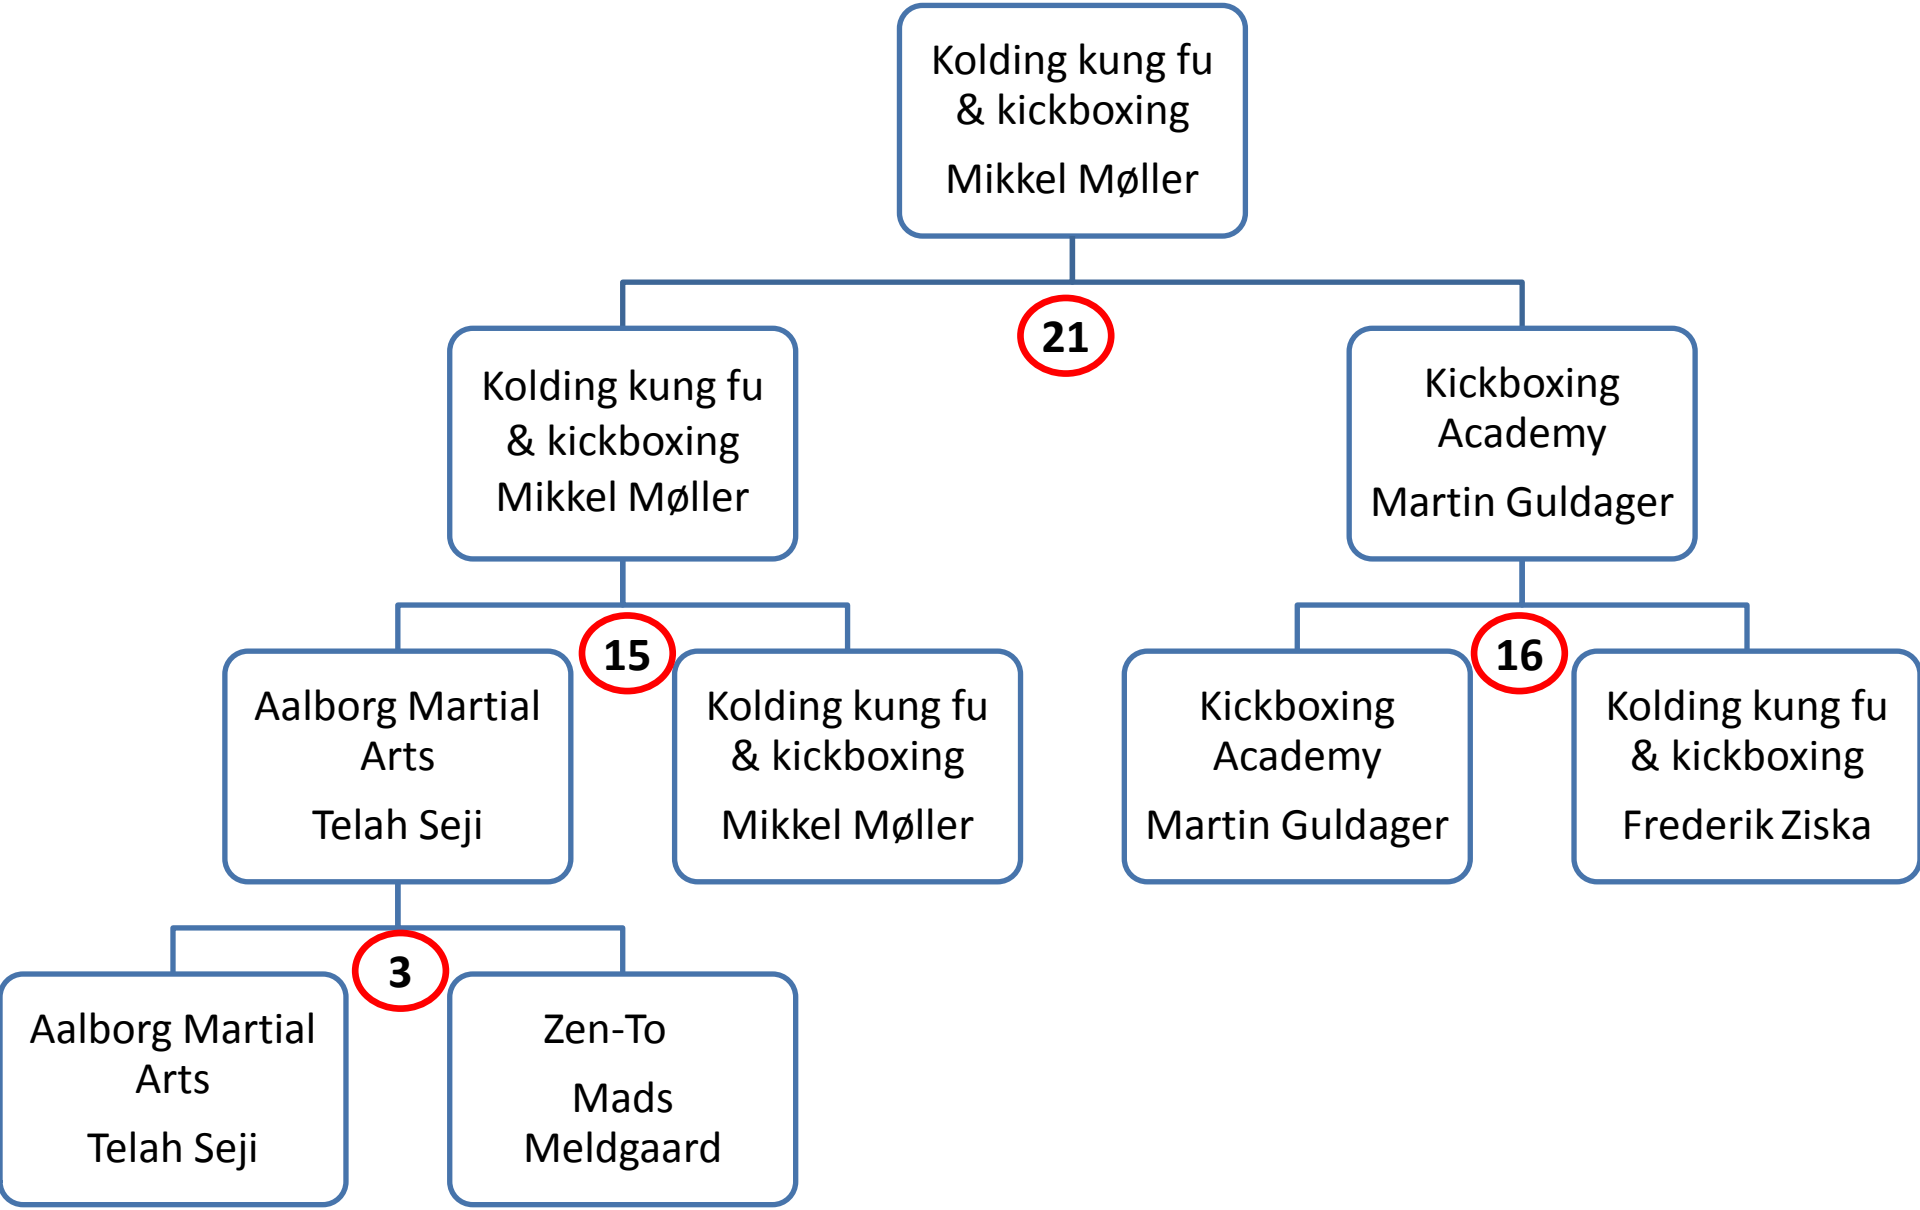 Kolding kung fu
& kickboxing
Mikkel Møller
21
Kolding kung fu
& kickboxing
Mikkel Møller
Kickboxing
Academy
Martin Guldager
15
16
Aalborg Martial
Arts
Telah Seji
Kolding kung fu
& kickboxing
Mikkel Møller
Kickboxing
Academy
Martin Guldager
Kolding kung fu
& kickboxing
Frederik Ziska
3
Aalborg Martial
Arts
Telah Seji
Zen-To
Mads
Meldgaard